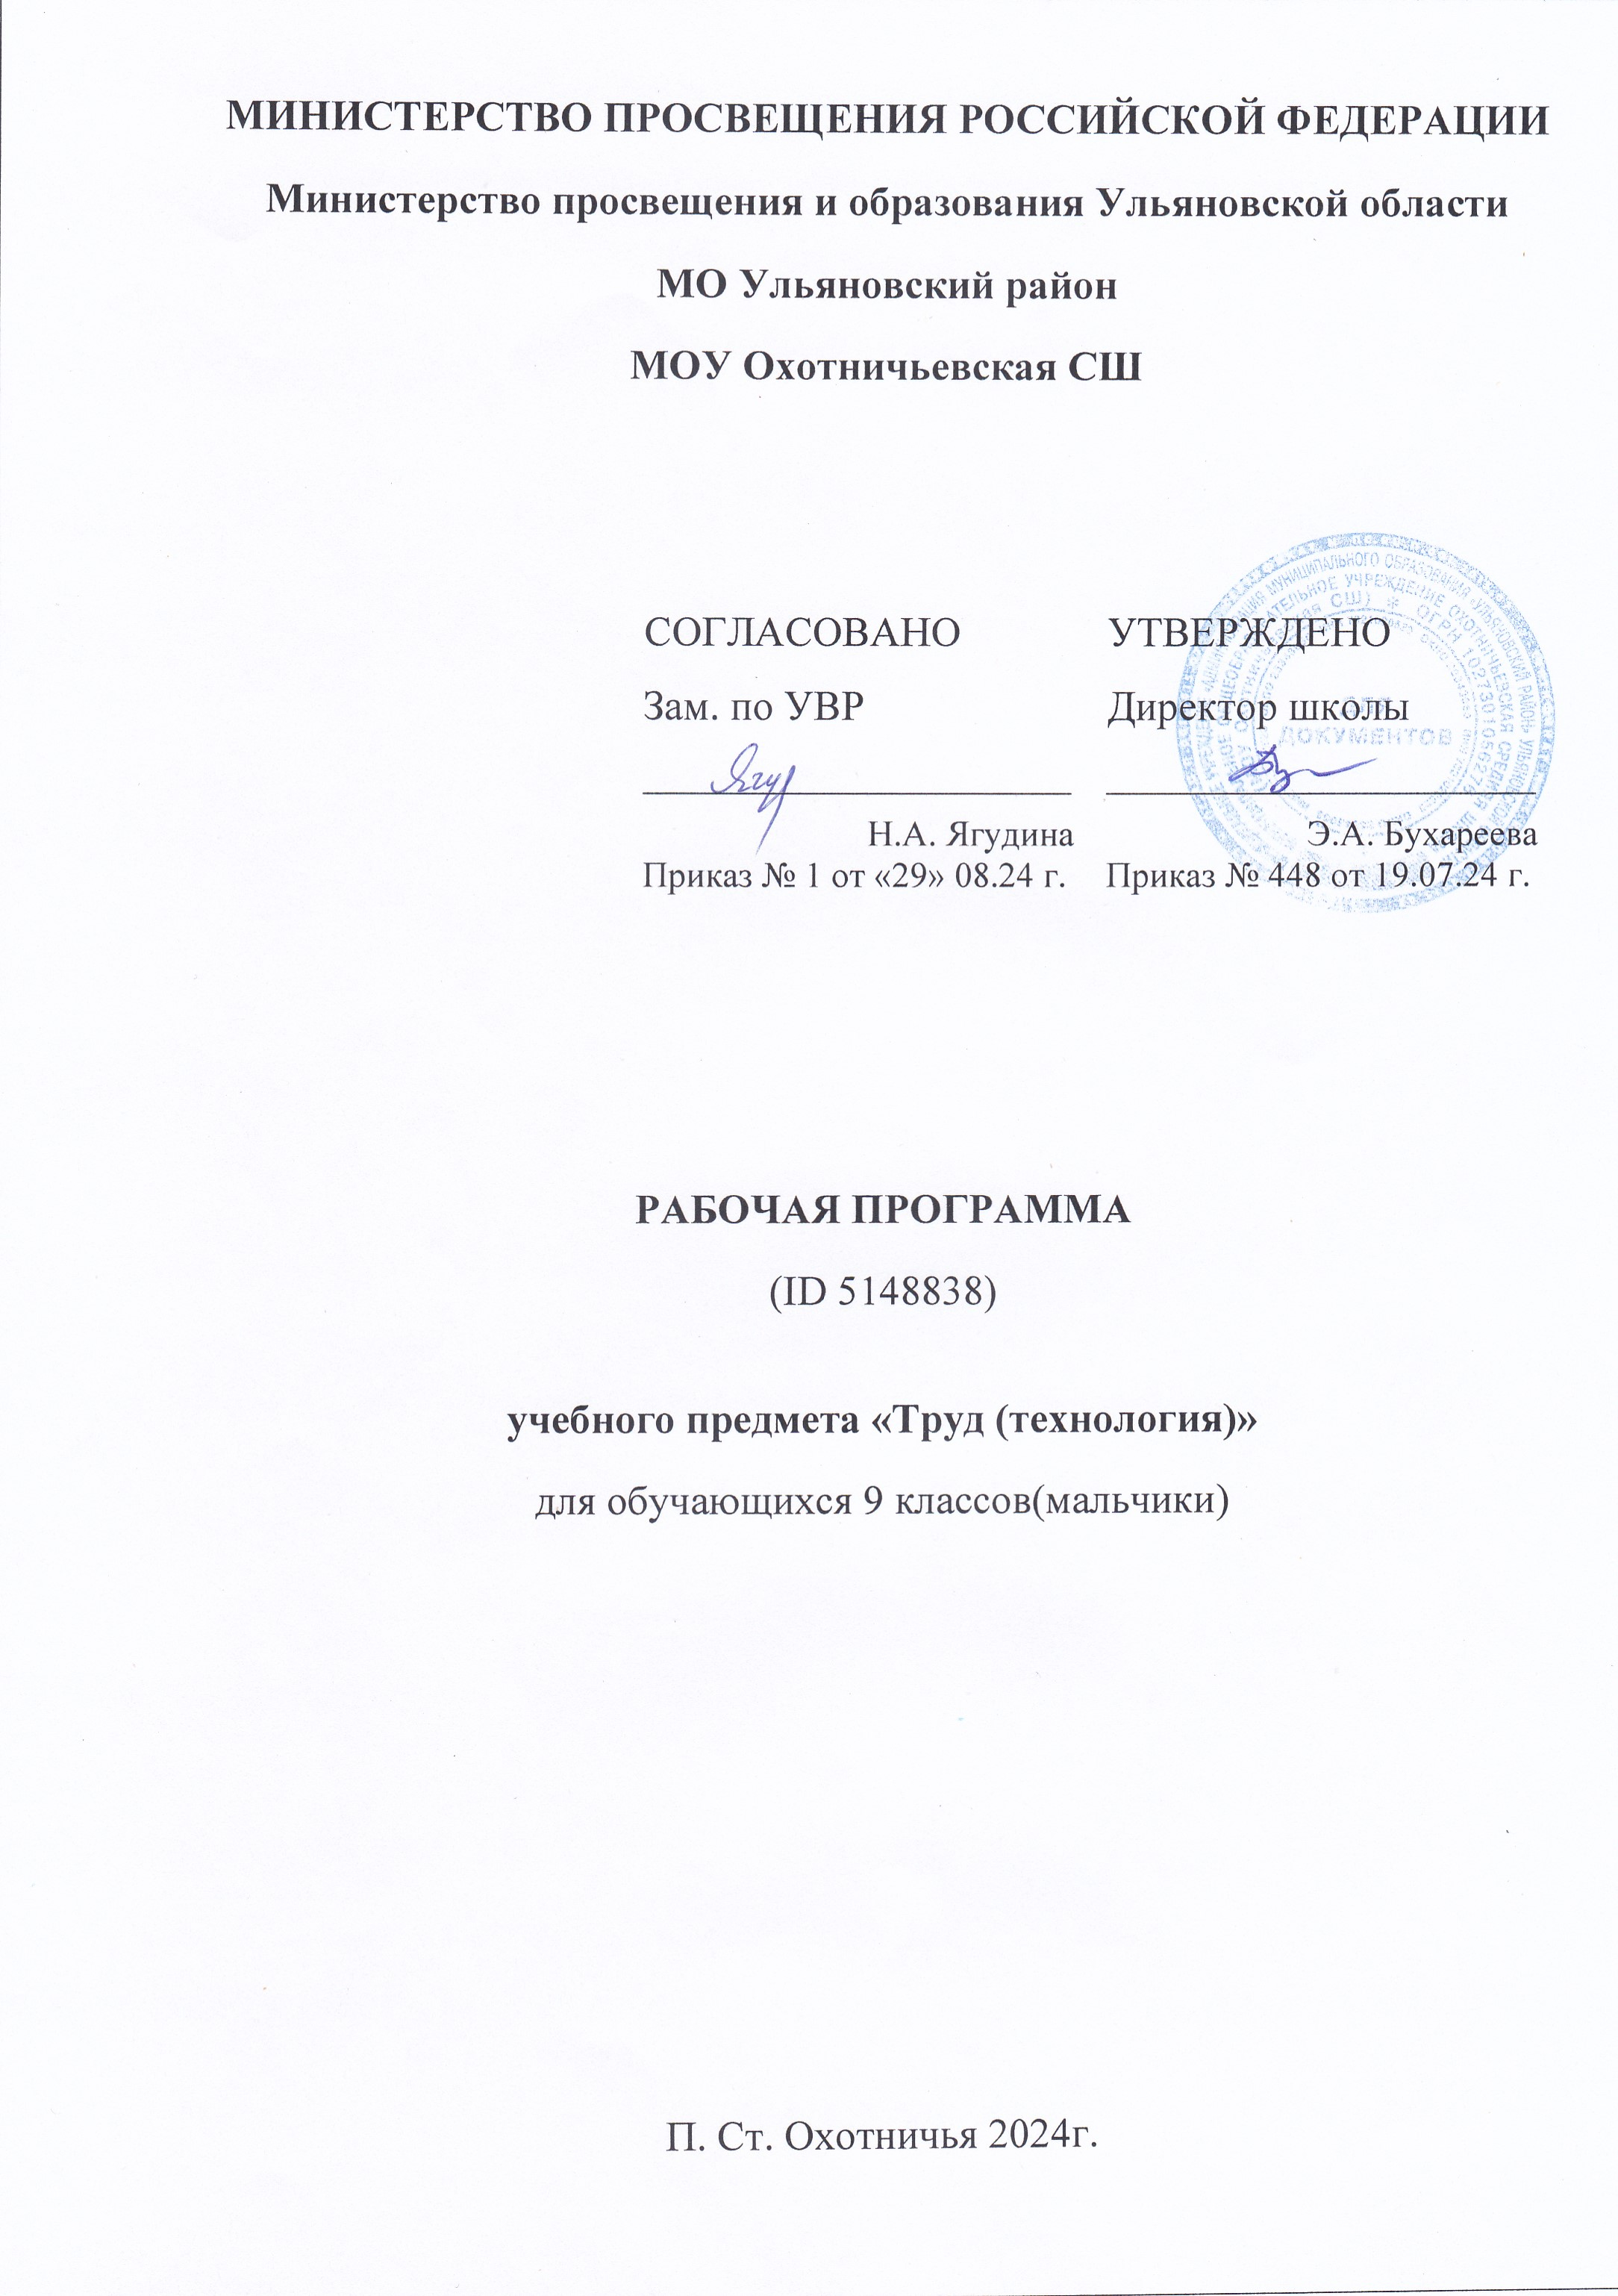 МИНИСТЕРСТВО ПРОСВЕЩЕНИЯ РОССИЙСКОЙ ФЕДЕРАЦИИ
Министерство просвещения и образования Ульяновской области
МО Ульяновский район
МОУ Охотничьевская СШ
СОГЛАСОВАНО
Зам. по УВР
Н.А. Ягудина
Приказ № 1 от «29» 08.24 г.
УТВЕРЖДЕНО
Директор школы
ДОКУМЕНТОВ
Э.А. Бухареева
Приказ № 448 от 19.07.24 г.
РАБОЧАЯ ПРОГРАММА
(ID 5148838)
учебного предмета «Труд (технология)»
для обучающихся 9 классов(мальчики)
П. Ст. Охотничья 2024г.